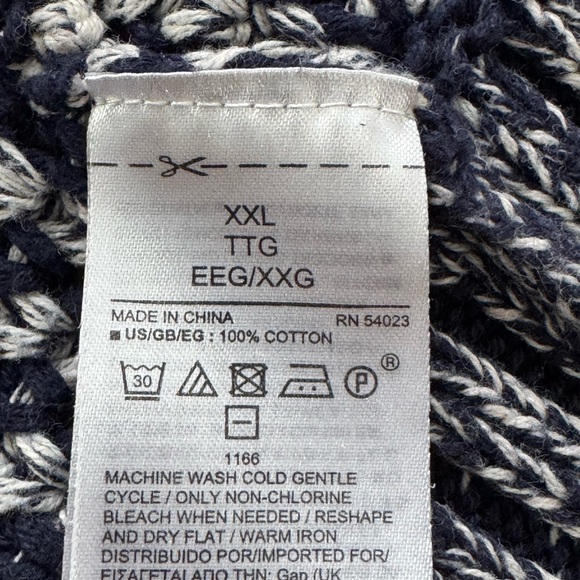 XXL
TTG
EEG/XXG
MADE IN CHINA RN 54023
US/GB/EG : 100% COTTON
30 P ®
1166
MACHINE WASH COLD GENTLE
CYCLE / ONLY NON-CHLORINE
BLEACH WHEN NEEDED / RESHAPE
AND DRY FLAT / WARM IRON
DISTRIBUIDO POR/IMPORTED FOR/
ΕΙΣΑΓΕΤΑΙ ΑΠΟ ΤΗΝ: Gap (UK